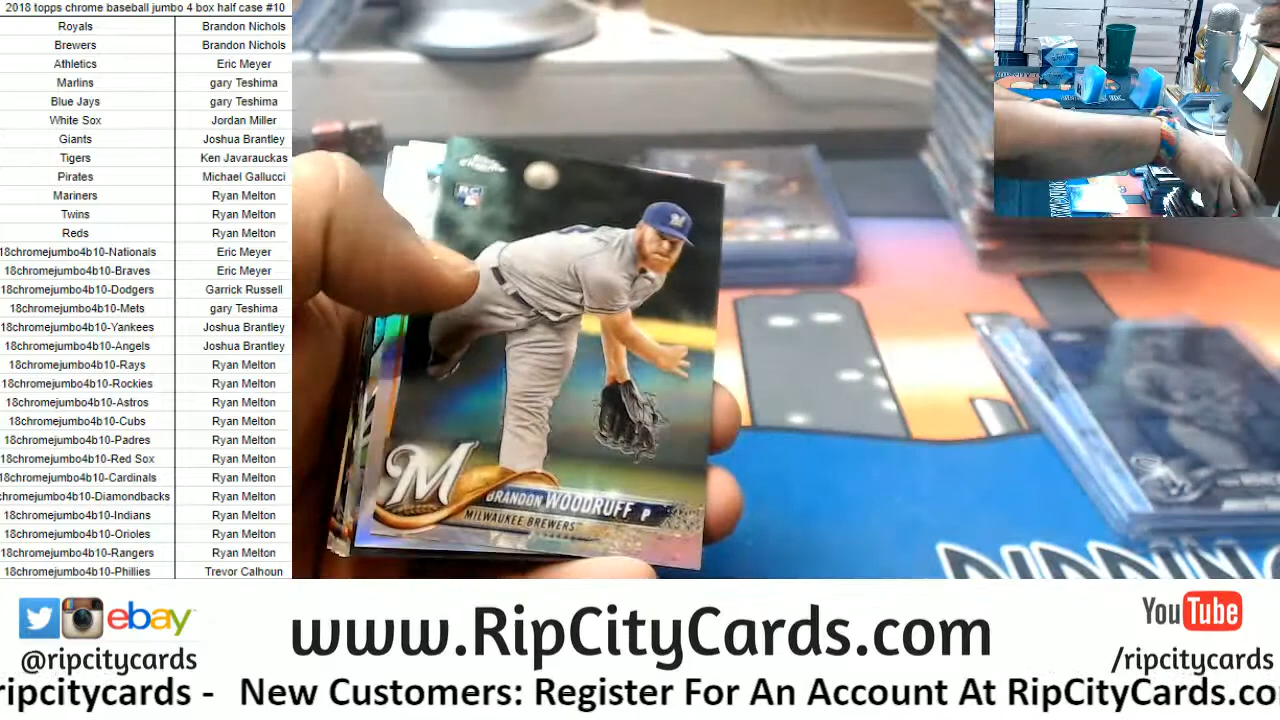 2018 topps chrome baseball jumbo 4 box half case #10
Royals Brandon Nichols
Brewers Brandon Nichols
Athletics Eric Meyer
Marlins gary Teshima
Blue Jays gary Teshima
White Sox Jordan Miller
Giants Joshua Brantley
Tigers Ken Javarauckas
Pirates Michael Gallucci
Mariners Ryan Melton
Twins Ryan Melton
Reds Ryan Melton
18chromejumbo4b10-Nationals Eric Meyer
18chromejumbo4b10-Braves Eric Meyer
18chromejumbo4b10-Dodgers Garrick Russell
18chromejumbo4b10-Mets gary Teshima
18chromejumbo4b10-Yankees Joshua Brantley
18chromejumbo4b10-Angels Joshua Brantley
18chromejumbo4b10-Rays Ryan Melton
18chromejumbo4b10-Rockies Ryan Melton
18chromejumbo4b10-Astros Ryan Melton
18chromejumbo4b10-Cubs Ryan Melton
18chromejumbo4b10-Padres Ryan Melton
18chromejumbo4b10-Red Sox Ryan Melton
18chromejumbo4b10-Cardinals Ryan Melton
chromejumbo4b10-Diamondbacks Ryan Melton
18chromejumbo4b10-Indians Ryan Melton
18chromejumbo4b10-Orioles Ryan Melton
18chromejumbo4b10-Rangers Ryan Melton
18chromejumbo4b10-Phillies Trevor Calhoun
RC
M
BRANDON WOODRUFF P
MILWAUKEE BREWERS
ebay
@ripcitycards
www.RipCityCards.com
YouTube
/ripcitycards
ripcitycards - New Customers: Register For An Account At RipCityCards.co